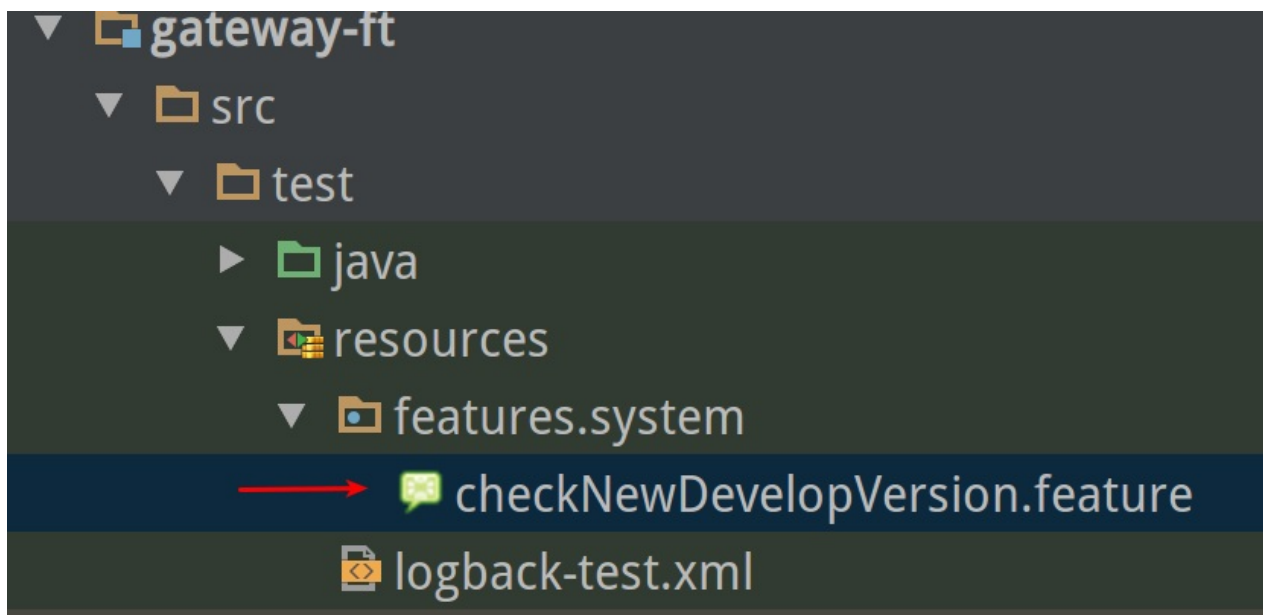 gateway-ft
src
test
java
resources
features.system
checkNewDevelopVersion.feature
logback-test.xml